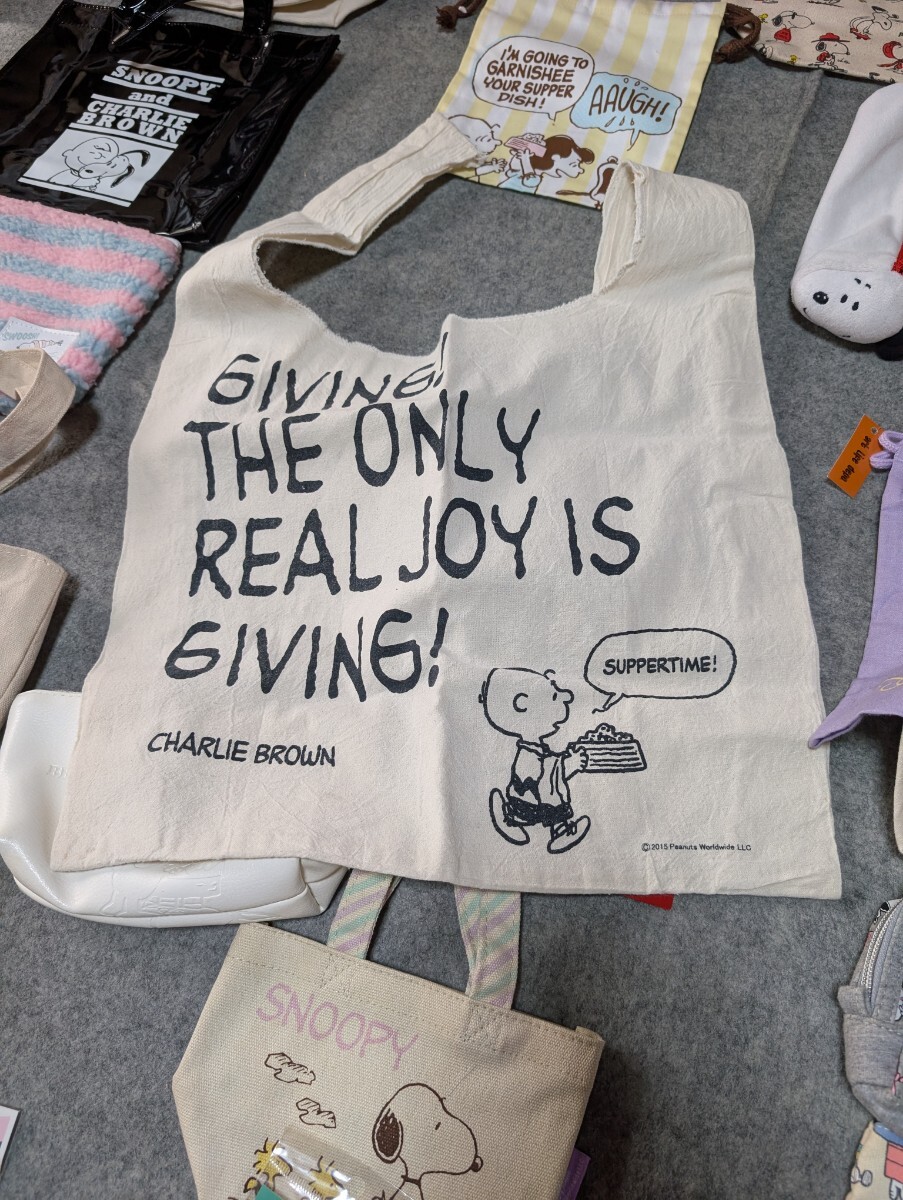 SNOOPY
and
CHARLIE
BROWN
I'M GOING TO
GARNISHEE
YOUR SUPPER
DISH!
AAUGH!
GIVING!
THE ONLY
REAL JOY IS
GIVING!
CHARLIE BROWN
SUPPERTIME!
©2015 Peanuts Worldwide LLC
SNOOPY